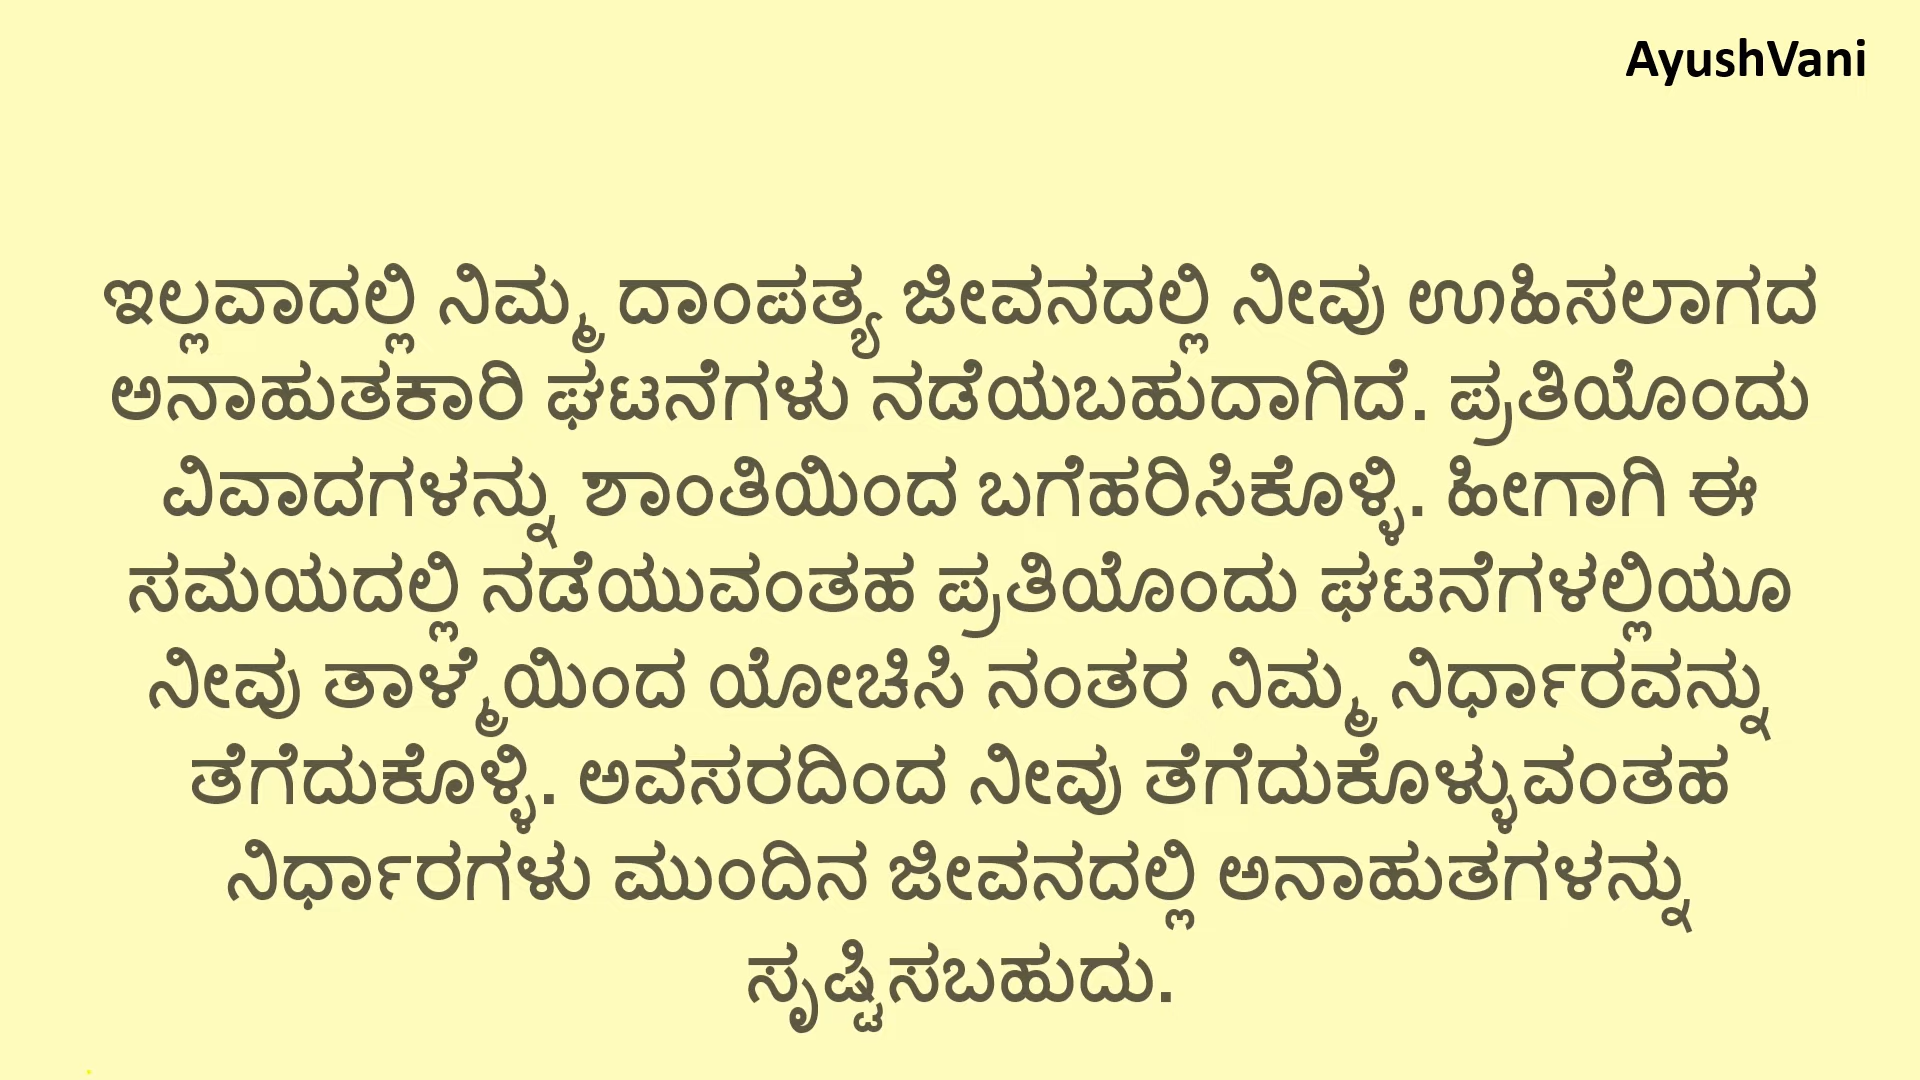 AyushVani
ಇಲ್ಲವಾದಲ್ಲಿ ನಿಮ್ಮ ದಾಂಪತ್ಯ ಜೀವನದಲ್ಲಿ ನೀವು ಊಹಿಸಲಾಗದ
ಅನಾಹುತಕಾರಿ ಘಟನೆಗಳು ನಡೆಯಬಹುದಾಗಿದೆ. ಪ್ರತಿಯೊಂದು
ವಿವಾದಗಳನ್ನು ಶಾಂತಿಯಿಂದ ಬಗೆಹರಿಸಿಕೊಳ್ಳಿ. ಹೀಗಾಗಿ ಈ
ಸಮಯದಲ್ಲಿ ನಡೆಯುವಂತಹ ಪ್ರತಿಯೊಂದು ಘಟನೆಗಳಲ್ಲಿಯೂ
ನೀವು ತಾಳ್ಮೆಯಿಂದ ಯೋಚಿಸಿ ನಂತರ ನಿಮ್ಮ ನಿರ್ಧಾರವನ್ನು
ತೆಗೆದುಕೊಳ್ಳಿ. ಅವಸರದಿಂದ ನೀವು ತೆಗೆದುಕೊಳ್ಳುವಂತಹ
ನಿರ್ಧಾರಗಳು ಮುಂದಿನ ಜೀವನದಲ್ಲಿ ಅನಾಹುತಗಳನ್ನು
ಸೃಷ್ಟಿಸಬಹುದು.